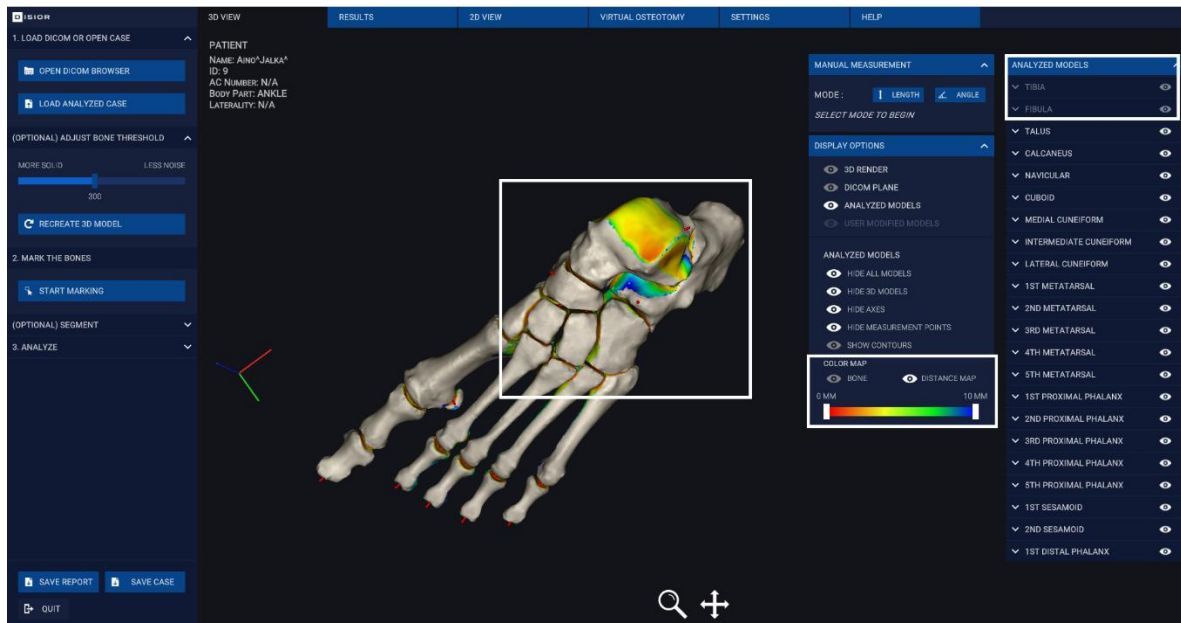 DISIOR
3D VIEW
RESULTS
2D VIEW
VIRTUAL OSTEOTOMY
SETTINGS
HELP
1. LOAD DICOM OR OPEN CASE
OPEN DICOM BROWSER
LOAD ANALYZED CASE
(OPTIONAL) ADJUST BONE THRESHOLD
MORE SOLID
LESS NOISE
300
RECREATE 3D MODEL
2. MARK THE BONES
START MARKING
(OPTIONAL) SEGMENT
3. ANALYZE
SAVE REPORT
SAVE CASE
QUIT
PATIENT
NAME: AINO^JALKA^
ID: 9
AC NUMBER: N/A
BODY PART: ANKLE
LATERALITY: N/A
MANUAL MEASUREMENT
MODE :
LENGTH
ANGLE
SELECT MODE TO BEGIN
DISPLAY OPTIONS
3D RENDER
DICOM PLANE
ANALYZED MODELS
USER MODIFIED MODELS
ANALYZED MODELS
HIDE ALL MODELS
HIDE 3D MODELS
HIDE AXES
HIDE MEASUREMENT POINTS
SHOW CONTOURS
COLOR MAP
BONE
DISTANCE MAP
0 MM
10 MM
ANALYZED MODELS
TIBIA
FIBULA
TALUS
CALCANEUS
NAVICULAR
CUBOID
MEDIAL CUNEIFORM
INTERMEDIATE CUNEIFORM
LATERAL CUNEIFORM
1ST METATARSAL
2ND METATARSAL
3RD METATARSAL
4TH METATARSAL
5TH METATARSAL
1ST PROXIMAL PHALANX
2ND PROXIMAL PHALANX
3RD PROXIMAL PHALANX
4TH PROXIMAL PHALANX
5TH PROXIMAL PHALANX
1ST SESAMOID
2ND SESAMOID
1ST DISTAL PHALANX